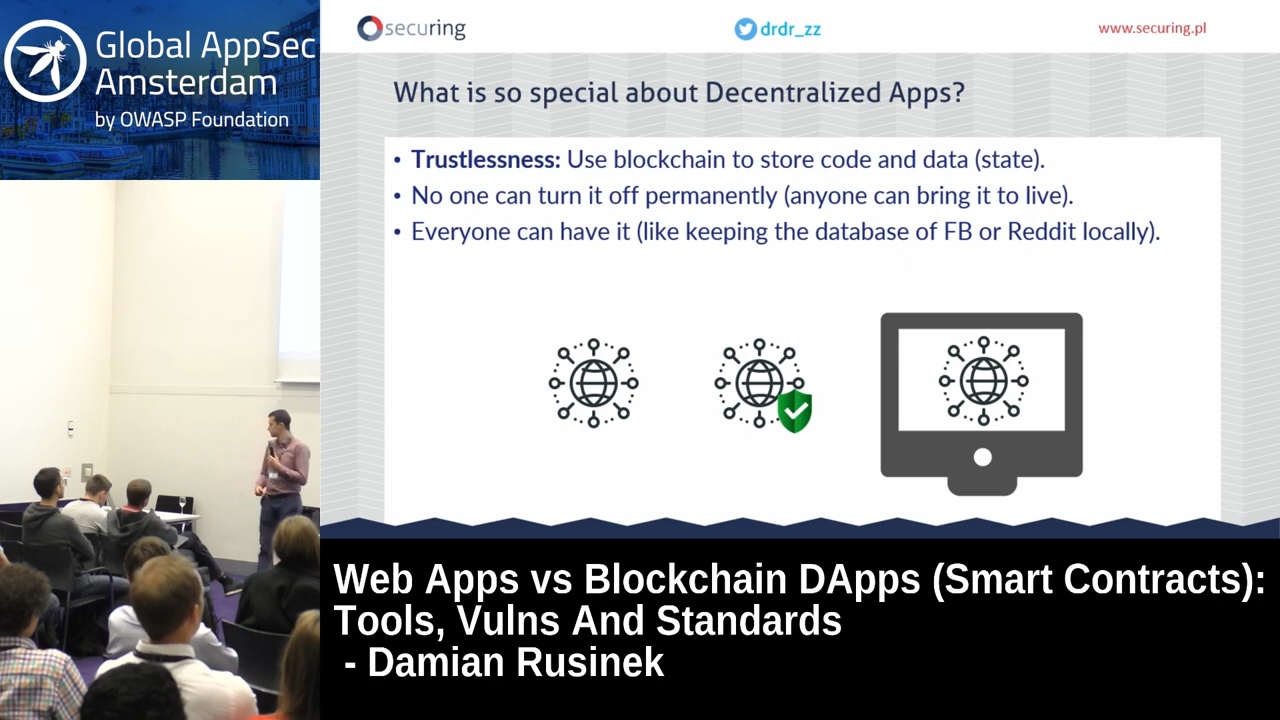 Global AppSec
Amsterdam
by OWASP Foundation
securing
drdr_zz
www.securing.pl
What is so special about Decentralized Apps?
• Trustlessness: Use blockchain to store code and data (state).
• No one can turn it off permanently (anyone can bring it to live).
• Everyone can have it (like keeping the database of FB or Reddit locally).
Web Apps vs Blockchain DApps (Smart Contracts):
Tools, Vulns And Standards
- Damian Rusinek